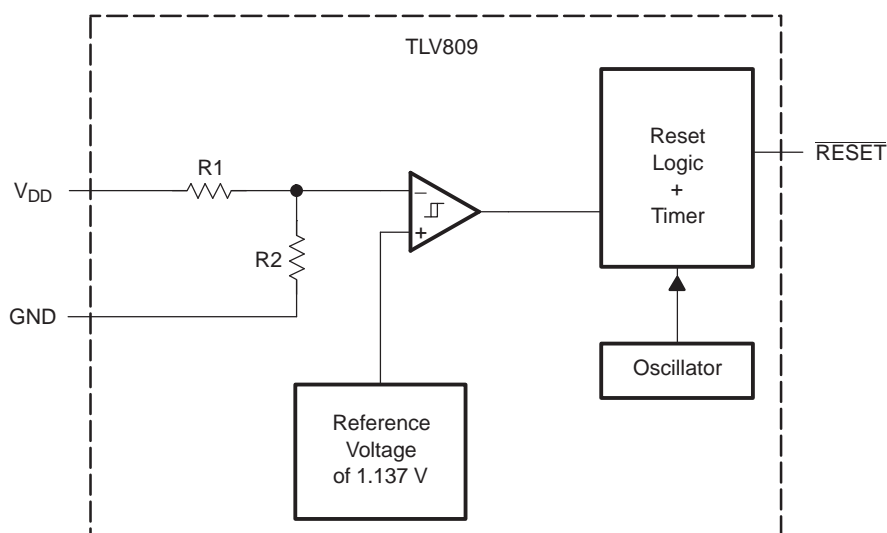 TLV809
Reset
Logic
+
Timer
RESET
R1
VDD
−
+
R2
GND
Oscillator
Reference
Voltage
of 1.137 V